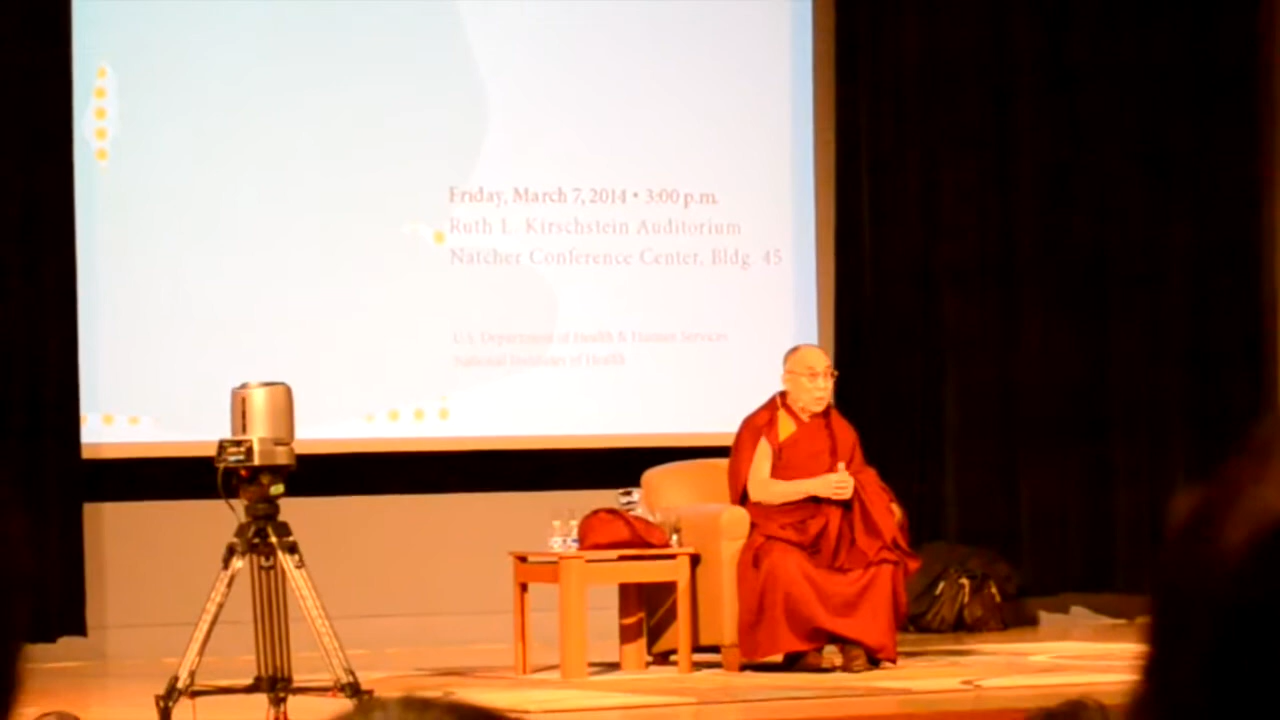 Friday, March 7, 2014 • 3:00 p.m.
Ruth L. Kirschstein Auditorium
Natcher Conference Center, Bldg. 45
U.S. Department of Health & Human Services
National Institutes of Health